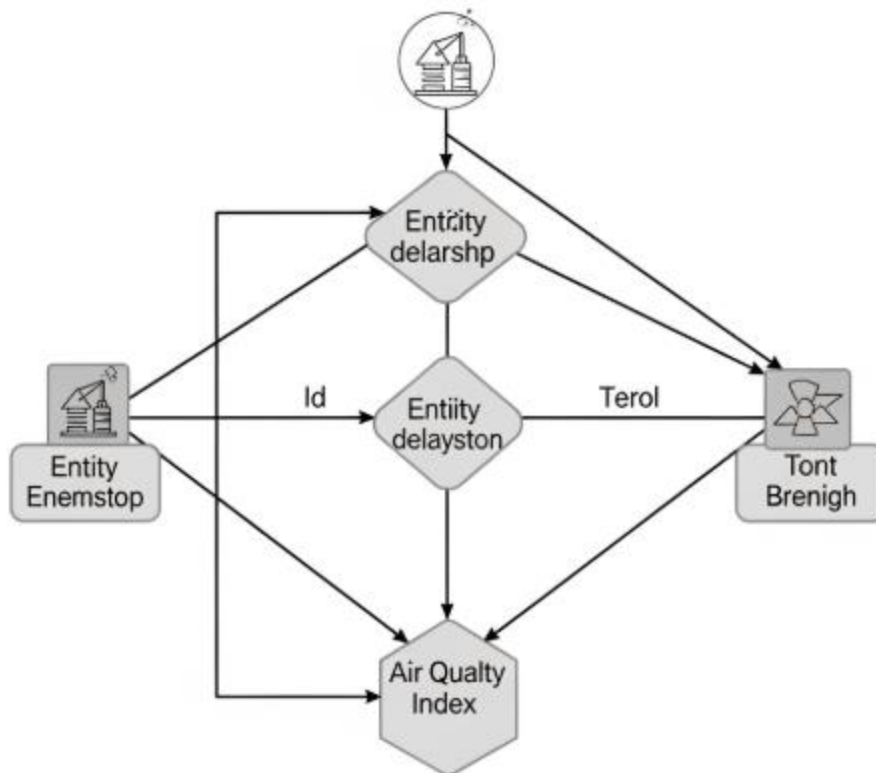 Entity
delarshp
Id
Entiity
delayston
Terol
Entity
Enemstop
Tont
Brenigh
Air Qualty
Index